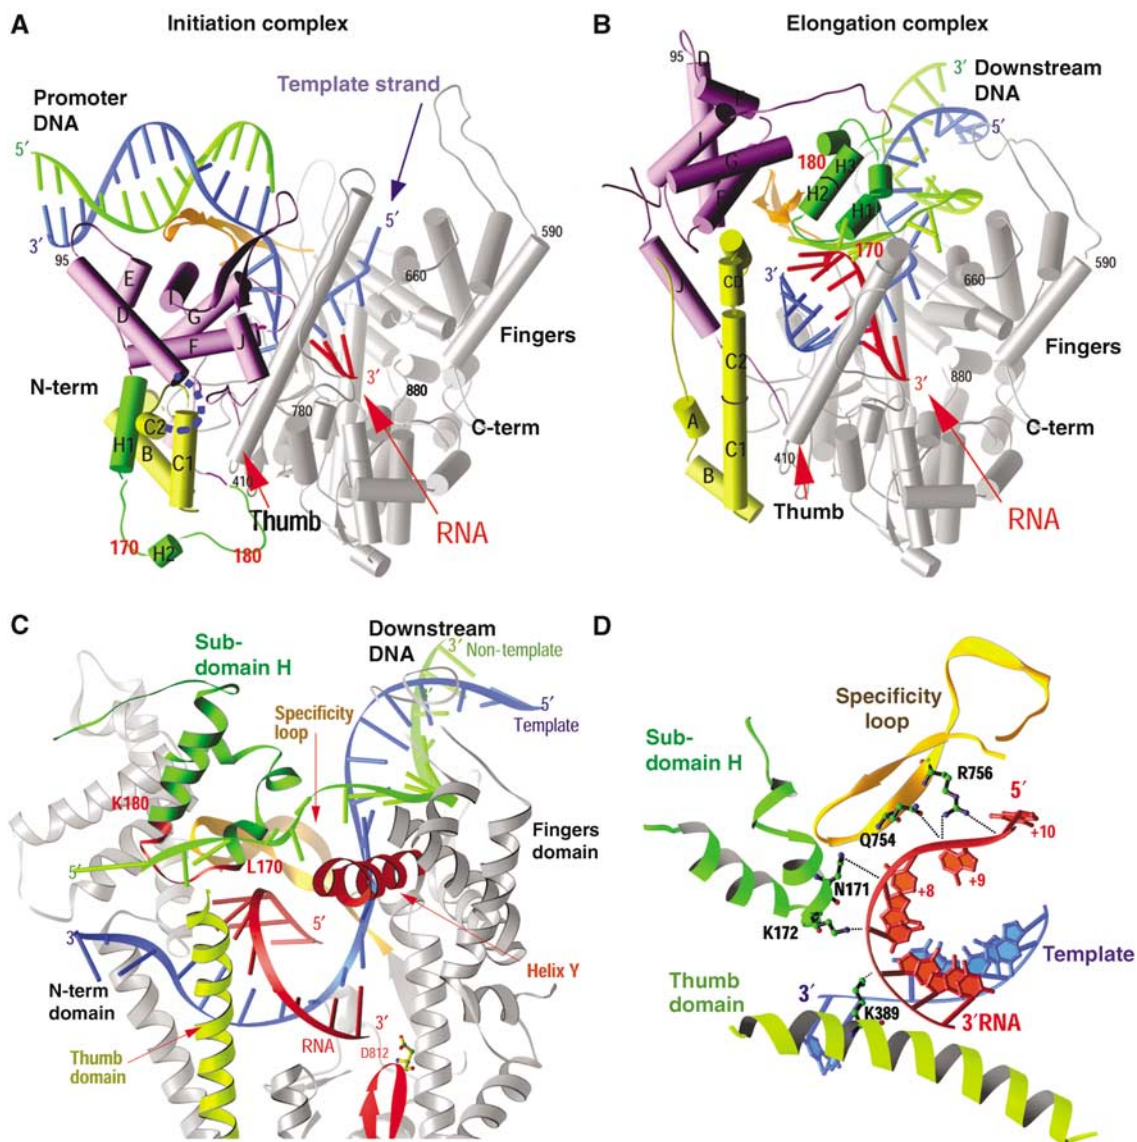 A
Initiation complex
Template strand
Promoter
DNA
5′
3′
95
E
D
I
G
F
J
5′
660
590
Fingers
N-term
3′
880
780
C-term
C2
H1
B
C1
410
Thumb
RNA
170
H2
180
B
Elongation complex
95
D
I
G
F
3′
Downstream
DNA
5′
180
H3
H2
H1
170
590
660
J
CD
3′
Fingers
C2
3′
880
A
C-term
C1
410
B
Thumb
RNA
C
Sub-
domain H
Downstream
DNA
3′
Non-template
5′
Template
Specificity
loop
K180
Fingers
domain
5′
L170
5′
3′
Helix Y
N-term
domain
3′
RNA
D812
Thumb
domain
D
Specificity
loop
Sub-
domain H
R756
5′
Q754
+10
+9
N171
+8
K172
Template
Thumb
domain
3′
K389
3′RNA